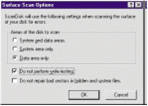 Surface Scan Options
ScanDisk will use the following settings when scanning the surface
of your disk for errors.
Areas of the disk to scan
System and data areas.
System area only.
Data area only.
Do not perform write-testing
Do not repair bad sectors in hidden and system files.
OK
Cancel